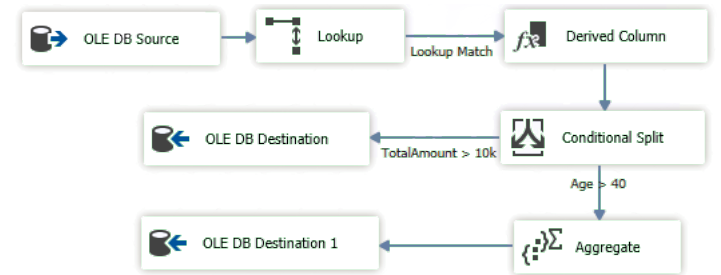 OLE DB Source
Lookup
Lookup Match
Derived Column
OLE DB Destination
TotalAmount > 10k
Conditional Split
Age > 40
OLE DB Destination 1
Aggregate